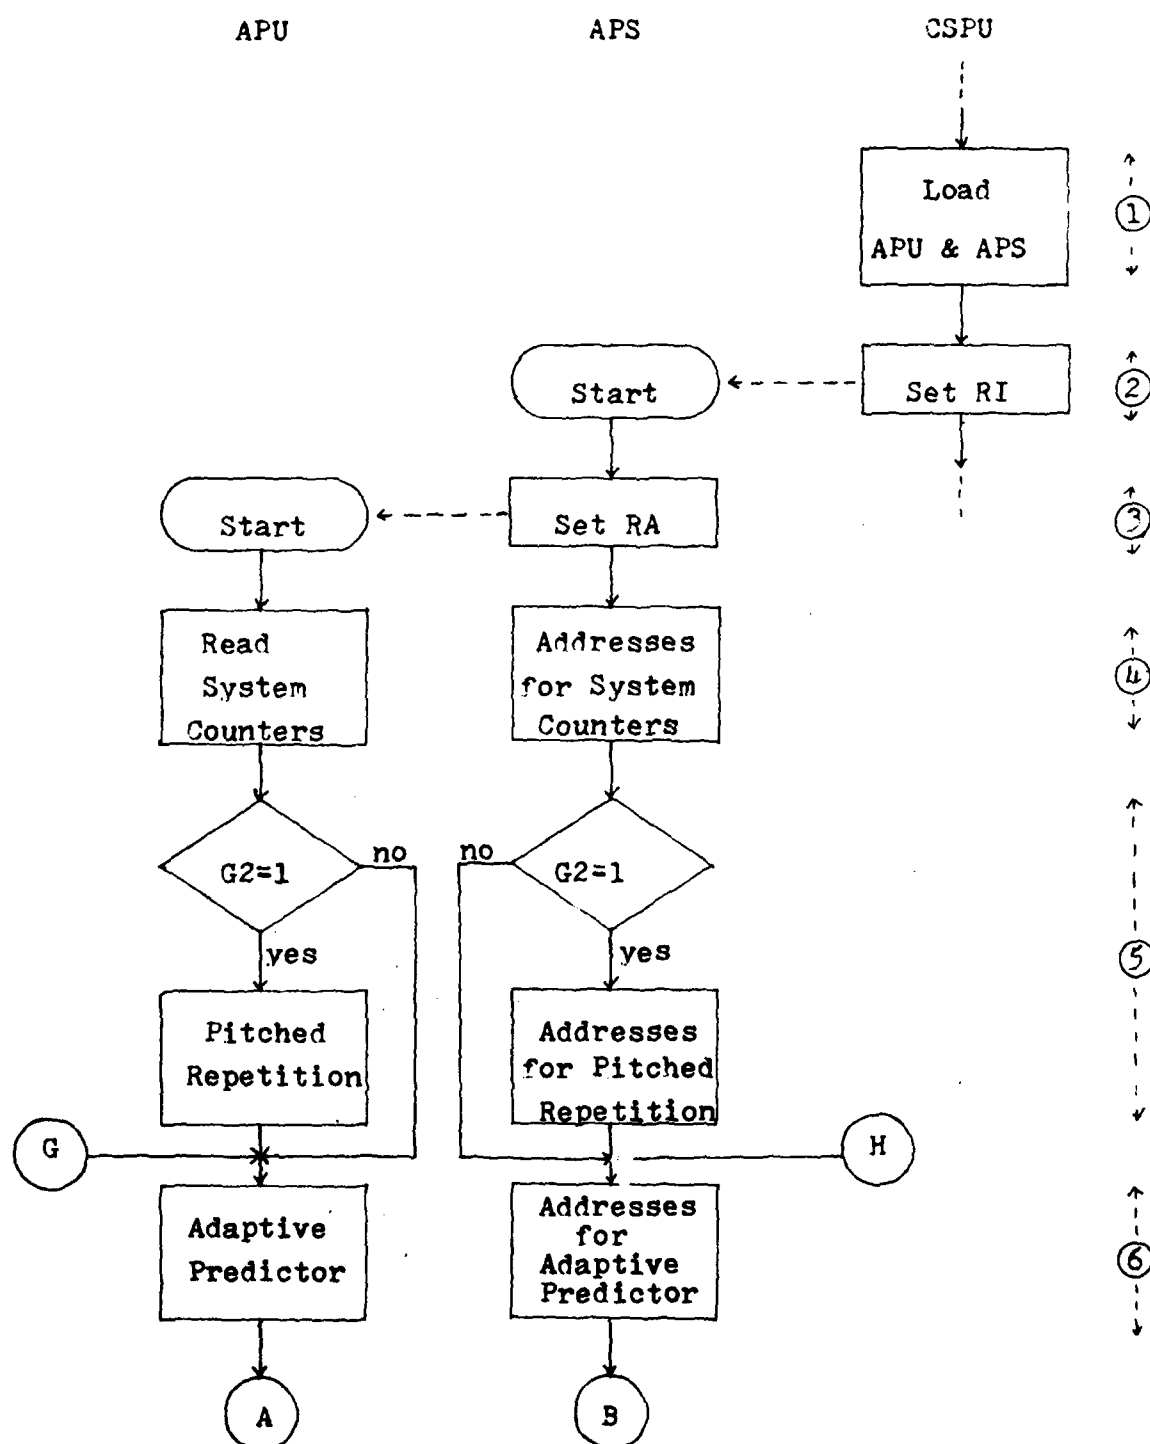 APU APS CSPU
Load
APU & APS
1
Start
Set RI
2
Start
Set RA
3
Read
System
Counters
Addresses
for System
Counters
4
G2=1
no
no
G2=1
yes
yes
5
Pitched
Repetition
Addresses
for Pitched
Repetition
G
H
Adaptive
Predictor
Addresses
for
Adaptive
Predictor
6
A
B